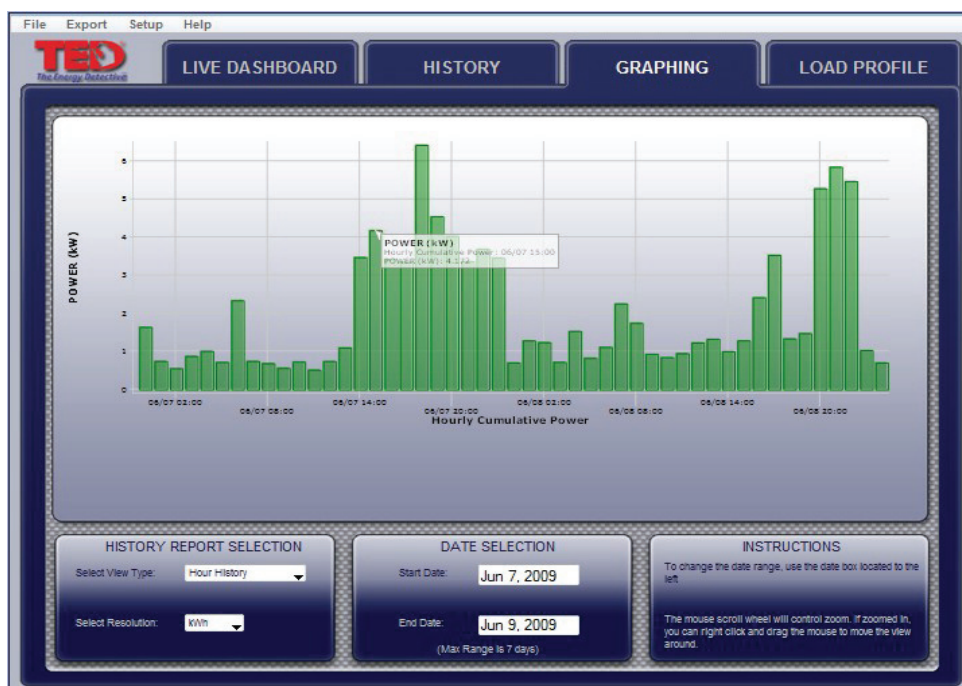 File Export Setup Help
TED
The Energy Detective
LIVE DASHBOARD HISTORY GRAPHING LOAD PROFILE
POWER (kW)
6
5
4
3
2
1
0
POWER (kW)
Hourly Cumulative Power: 06/07 15:00
POWER (kW): 4.172
06/07 02:00 06/07 08:00 06/07 14:00 06/07 20:00 06/08 02:00 06/08 08:00 06/08 14:00 06/08 20:00
Hourly Cumulative Power
HISTORY REPORT SELECTION
Select View Type: Hour History
Select Resolution: kWh
DATE SELECTION
Start Date: Jun 7, 2009
End Date: Jun 9, 2009
(Max Range is 7 days)
INSTRUCTIONS
To change the date range, use the date box located to the
left
The mouse scroll wheel will control zoom. If zoomed in,
you can right click and drag the mouse to move the view
around.